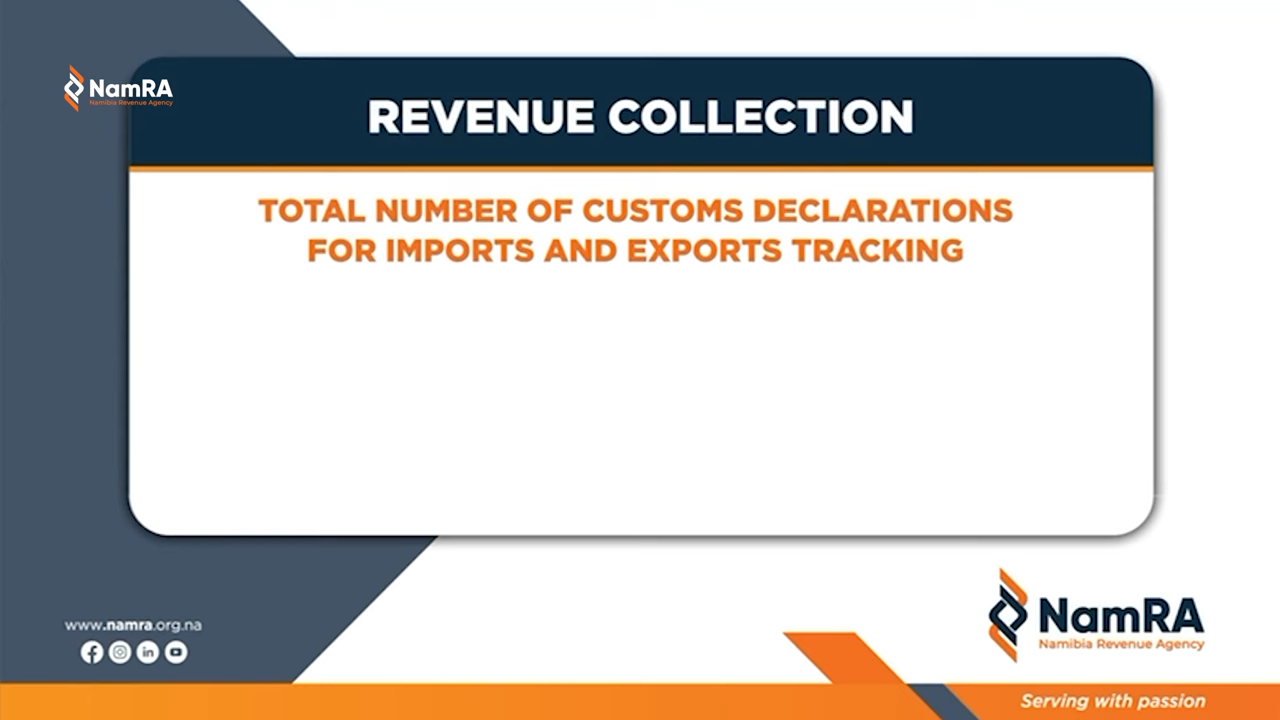 NamRA
Namibia Revenue Agency
REVENUE COLLECTION
TOTAL NUMBER OF CUSTOMS DECLARATIONS
FOR IMPORTS AND EXPORTS TRACKING
www.namra.org.na
NamRA
Namibia Revenue Agency
Serving with passion